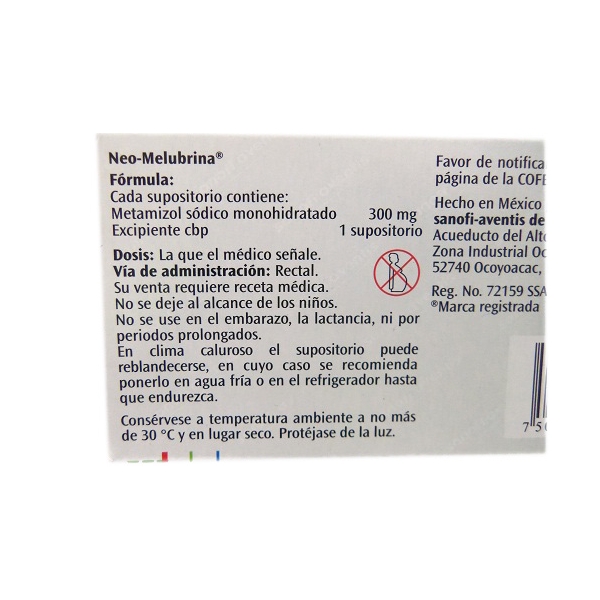 Neo-Melubrina®
Fórmula:
Cada supositorio contiene:
Metamizol sódico monohidratado 300 mg
Excipiente cbp 1 supositorio
Dosis: La que el médico señale.
Vía de administración: Rectal.
Su venta requiere receta médica.
No se deje al alcance de los niños.
No se use en el embarazo, la lactancia, ni por
periodos prolongados.
En clima caluroso el supositorio puede
reblandecerse, en cuyo caso se recomienda
ponerlo en agua fría o en el refrigerador hasta
que endurezca.
Consérvese a temperatura ambiente a no más
de 30 °C y en lugar seco. Protéjase de la luz.
Favor de notifica
página de la COFE
Hecho en México
sanofi-aventis de
Acueducto del Alto
Zona Industrial Oc
52740 Ocoyoacac,
Reg. No. 72159 SSA
®Marca registrada
7 5